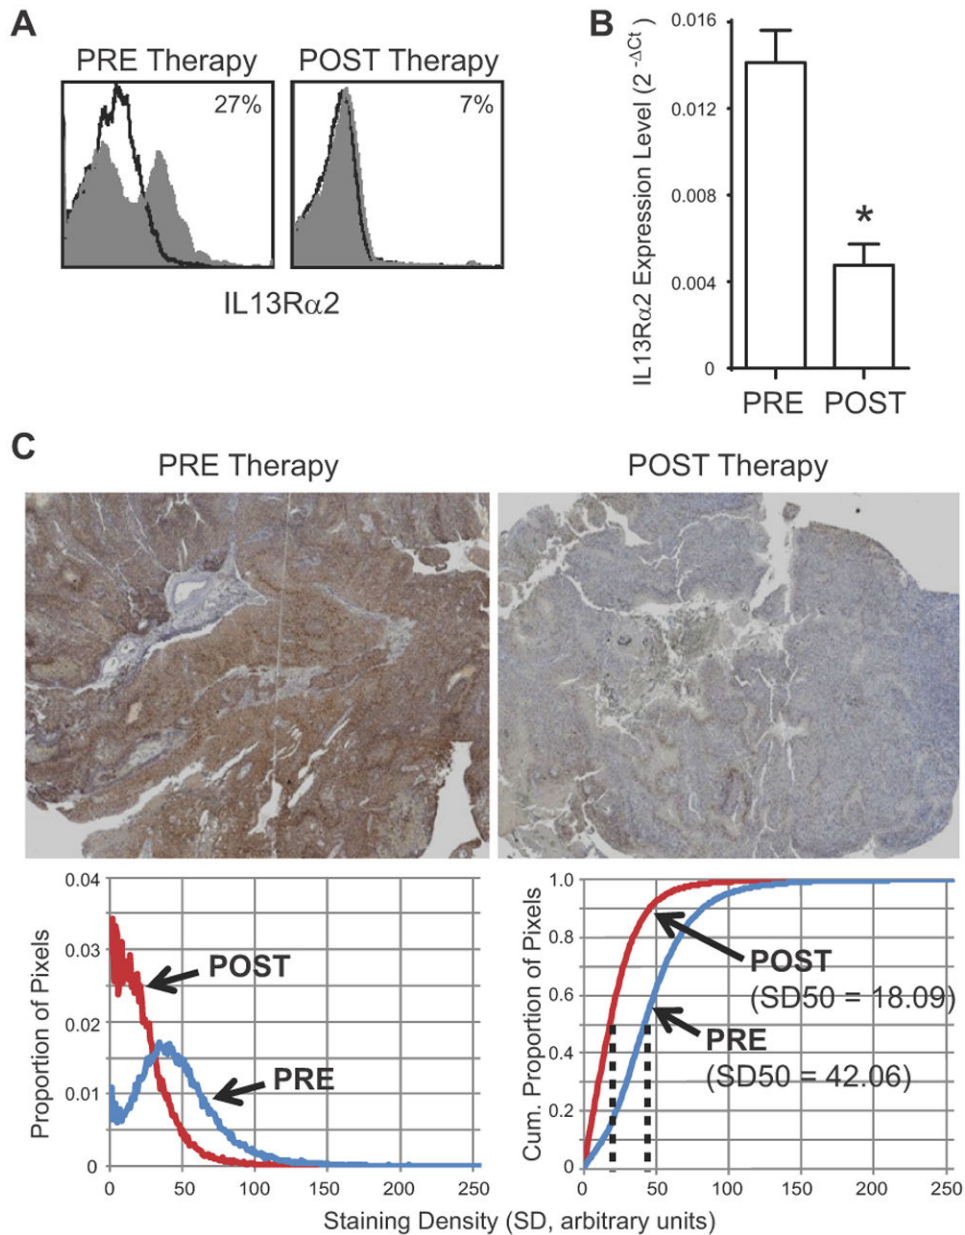 A
PRE Therapy
27%
POST Therapy
7%
IL13Rα2
B
IL13Rα2 Expression Level (2 -ΔCt)
0.016
0.012
0.008
0.004
0
*
PRE POST
C
PRE Therapy
POST Therapy
Proportion of Pixels
0.04
0.03
0.02
0.01
0
POST
PRE
0 50 100 150 200 250
Cum. Proportion of Pixels
1.0
0.8
0.6
0.4
0.2
0
POST
(SD50 = 18.09)
PRE
(SD50 = 42.06)
0 50 100 150 200 250
Staining Density (SD, arbitrary units)